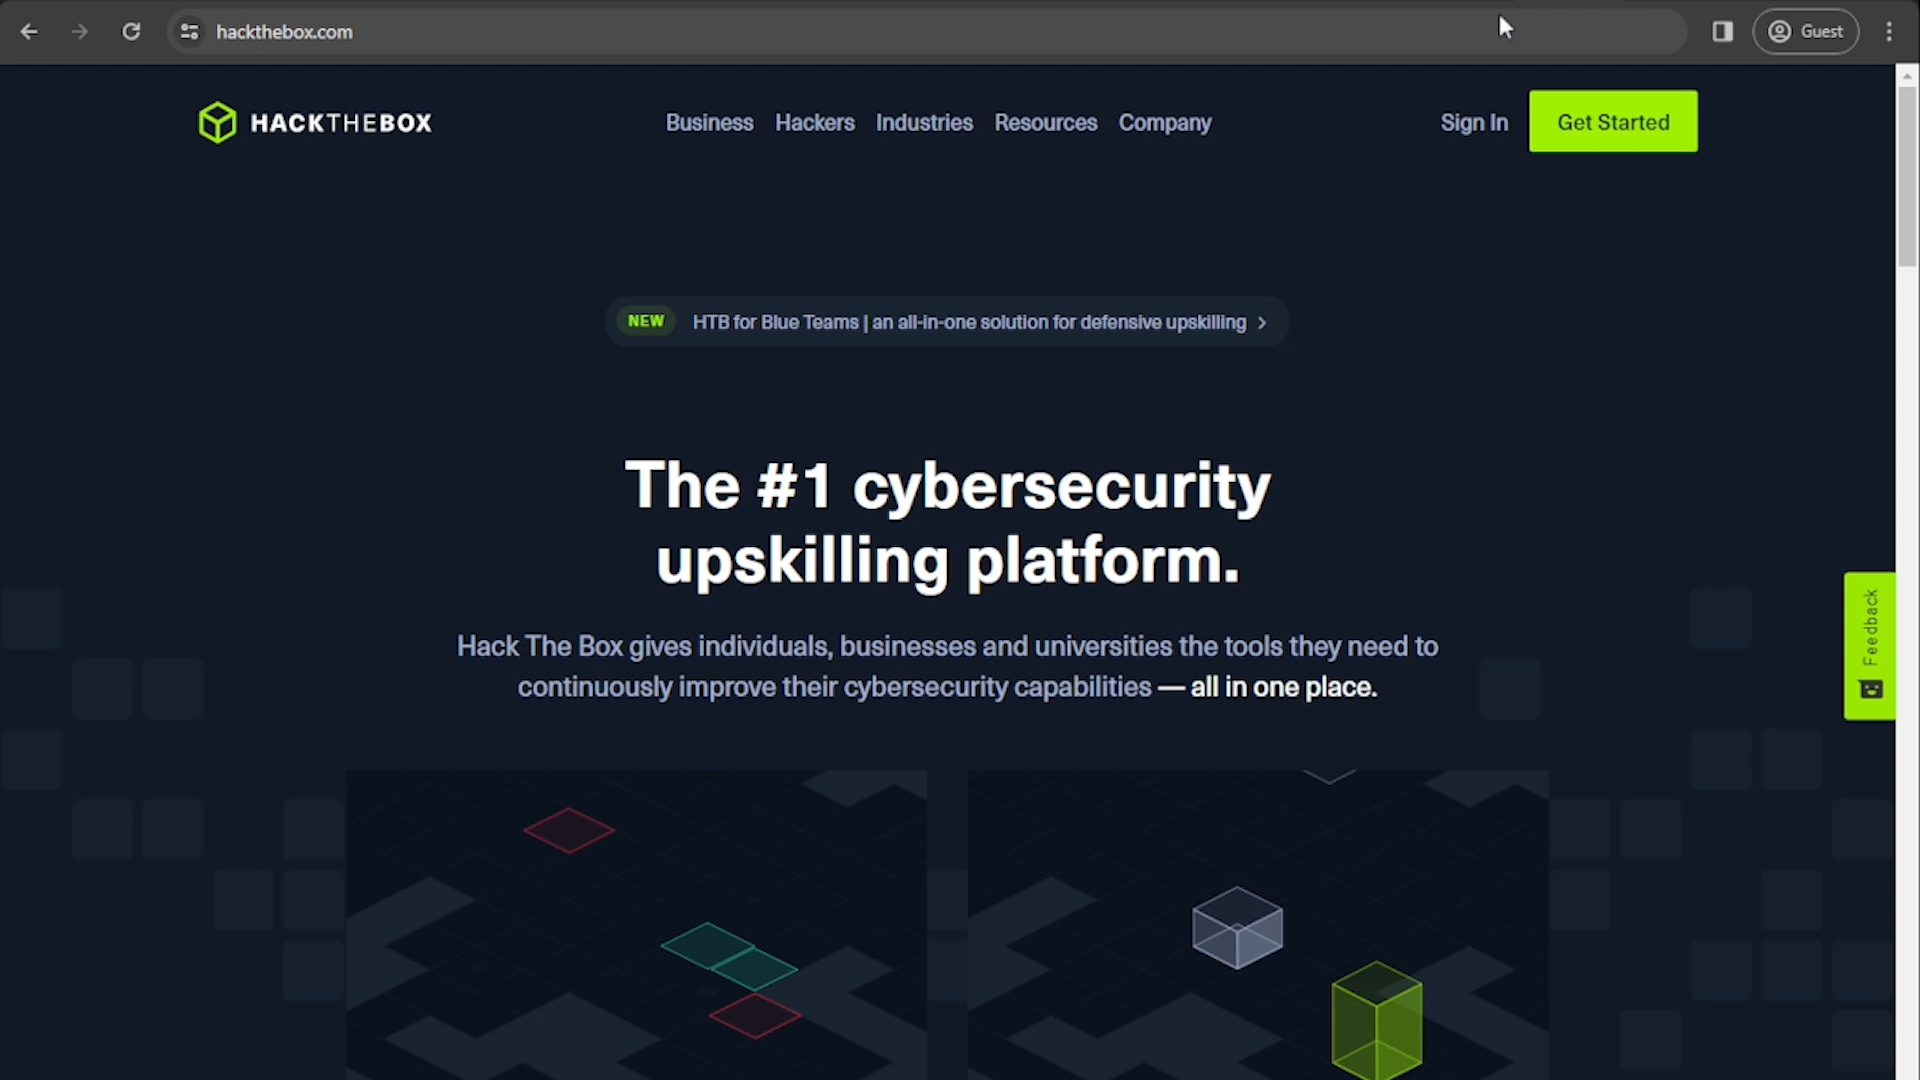 hackthebox.com
Guest
HACKTHEBOX
Business Hackers Industries Resources Company
Sign In
Get Started
NEW HTB for Blue Teams | an all-in-one solution for defensive upskilling
The #1 cybersecurity
upskilling platform.
Hack The Box gives individuals, businesses and universities the tools they need to
continuously improve their cybersecurity capabilities — all in one place.
Feedback